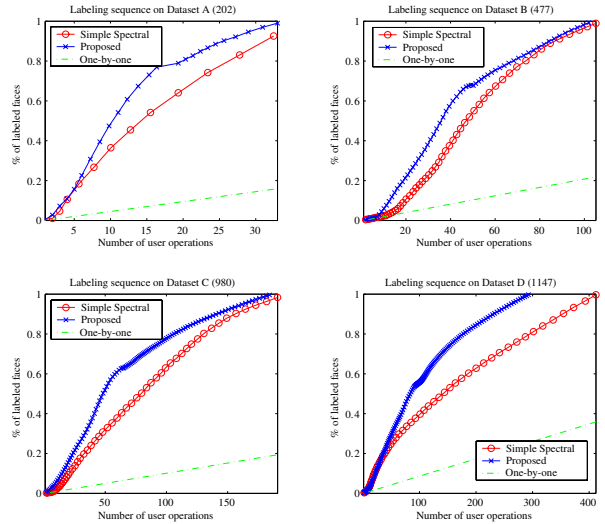 Labeling sequence on Dataset A (202)
% of labeled faces
1
0.8
0.6
0.4
0.2
0
Simple Spectral
Proposed
One-by-one
5 10 15 20 25 30
Number of user operations
Labeling sequence on Dataset B (477)
% of labeled faces
1
0.8
0.6
0.4
0.2
0
Simple Spectral
Proposed
One-by-one
20 40 60 80 100
Number of user operations
Labeling sequence on Dataset C (980)
% of labeled faces
1
0.8
0.6
0.4
0.2
0
Simple Spectral
Proposed
One-by-one
50 100 150
Number of user operations
Labeling sequence on Dataset D (1147)
% of labeled faces
1
0.8
0.6
0.4
0.2
0
Simple Spectral
Proposed
One-by-one
100 200 300 400
Number of user operations